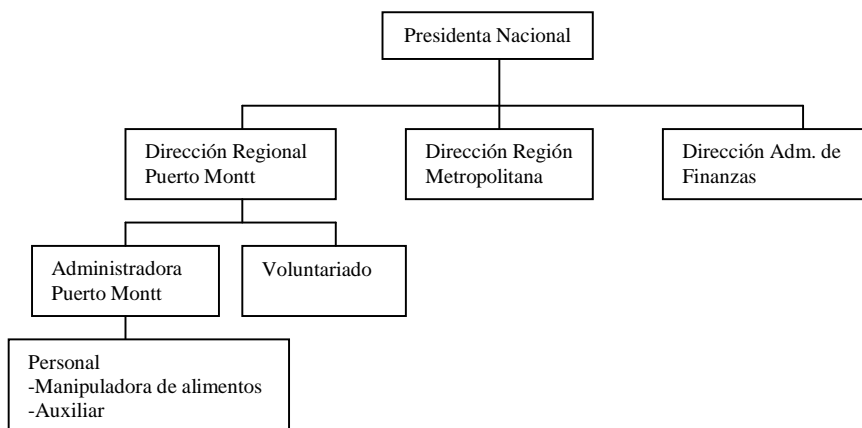 Presidenta Nacional
Dirección Regional
Puerto Montt
Dirección Región
Metropolitana
Dirección Adm. de
Finanzas
Administradora
Puerto Montt
Voluntariado
Personal
-Manipuladora de alimentos
-Auxiliar